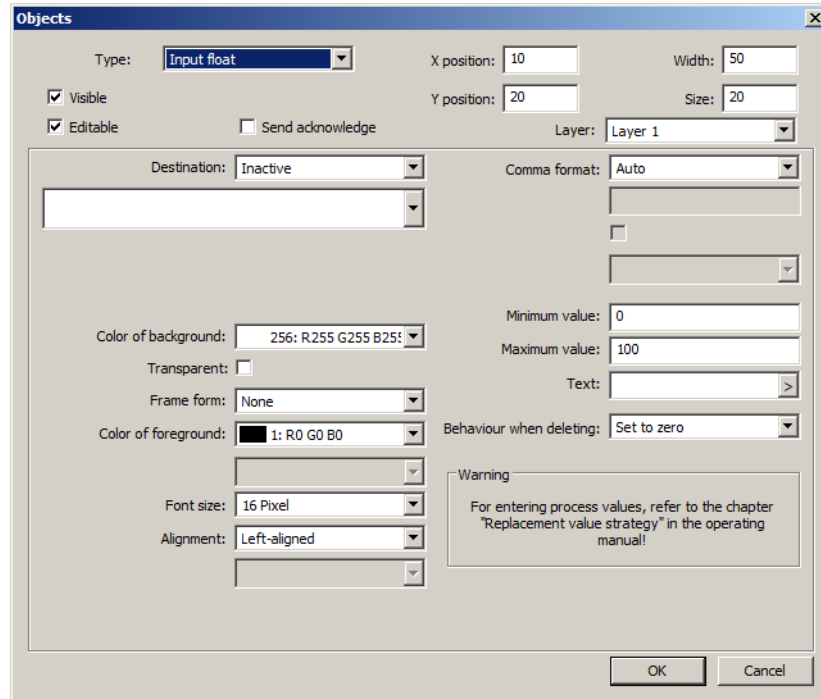 Objects
Type: Input float X position: 10 Width: 50
Visible Y position: 20 Size: 20
Editable Send acknowledge Layer: Layer 1
Destination: Inactive Comma format: Auto
Minimum value: 0
Color of background: 256: R255 G255 B25
Maximum value: 100
Transparent:
Text: >
Frame form: None
Color of foreground: 1: R0 G0 B0 Behaviour when deleting: Set to zero
Warning
Font size: 16 Pixel
For entering process values, refer to the chapter
"Replacement value strategy" in the operating
manual!
Alignment: Left-aligned
OK Cancel